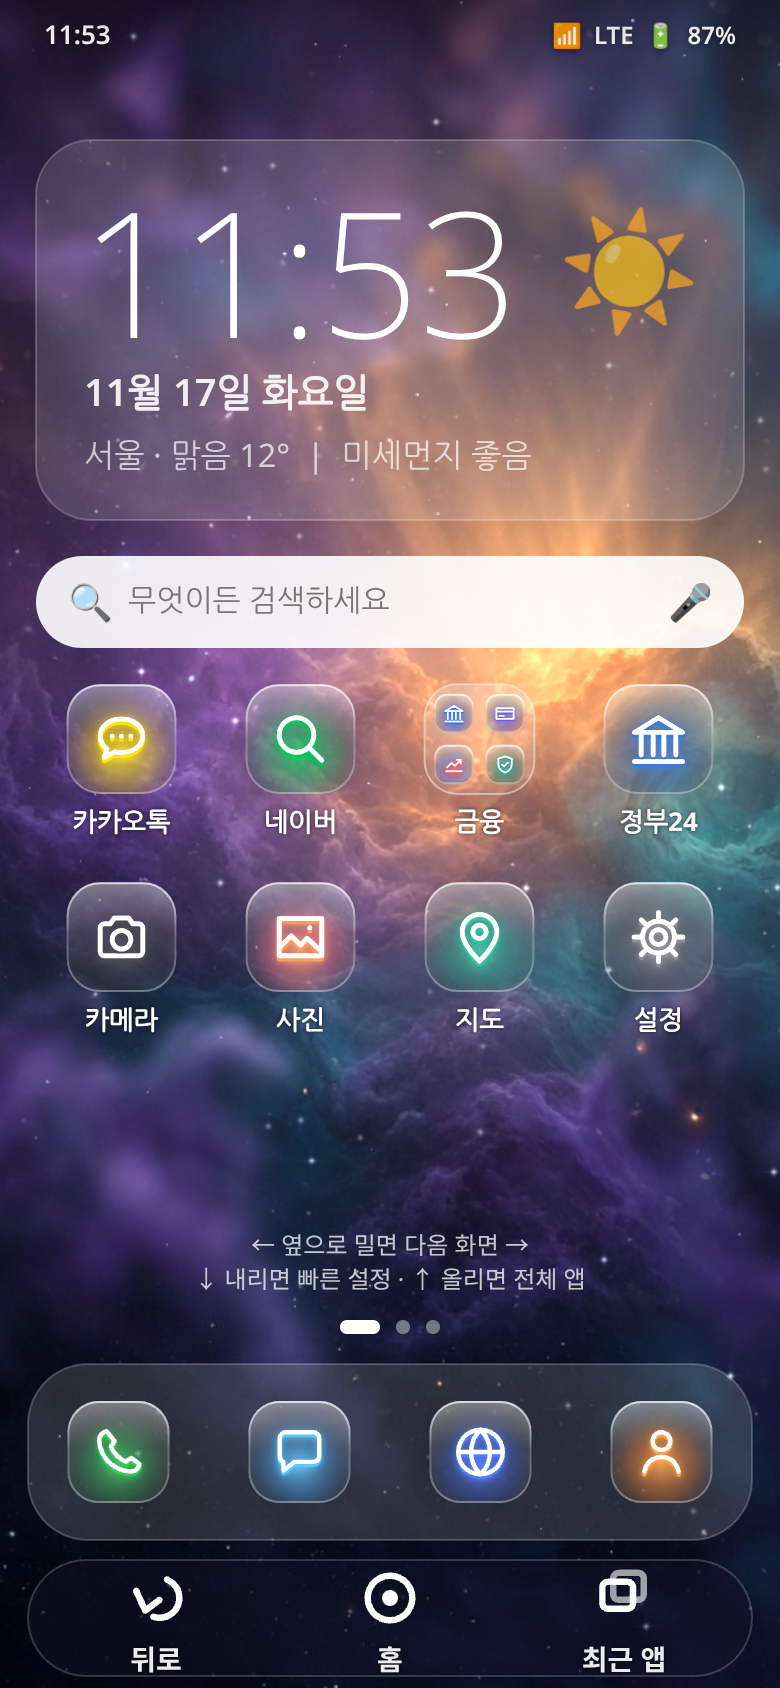 11:53
LTE 87%
11:53
11월 17일 화요일
서울 · 맑음 12° | 미세먼지 좋음
무엇이든 검색하세요
카카오톡 네이버 금융 정부24
카메라 사진 지도 설정
← 옆으로 밀면 다음 화면 →
↓ 내리면 빠른 설정 · ↑ 올리면 전체 앱
뒤로 홈 최근 앱